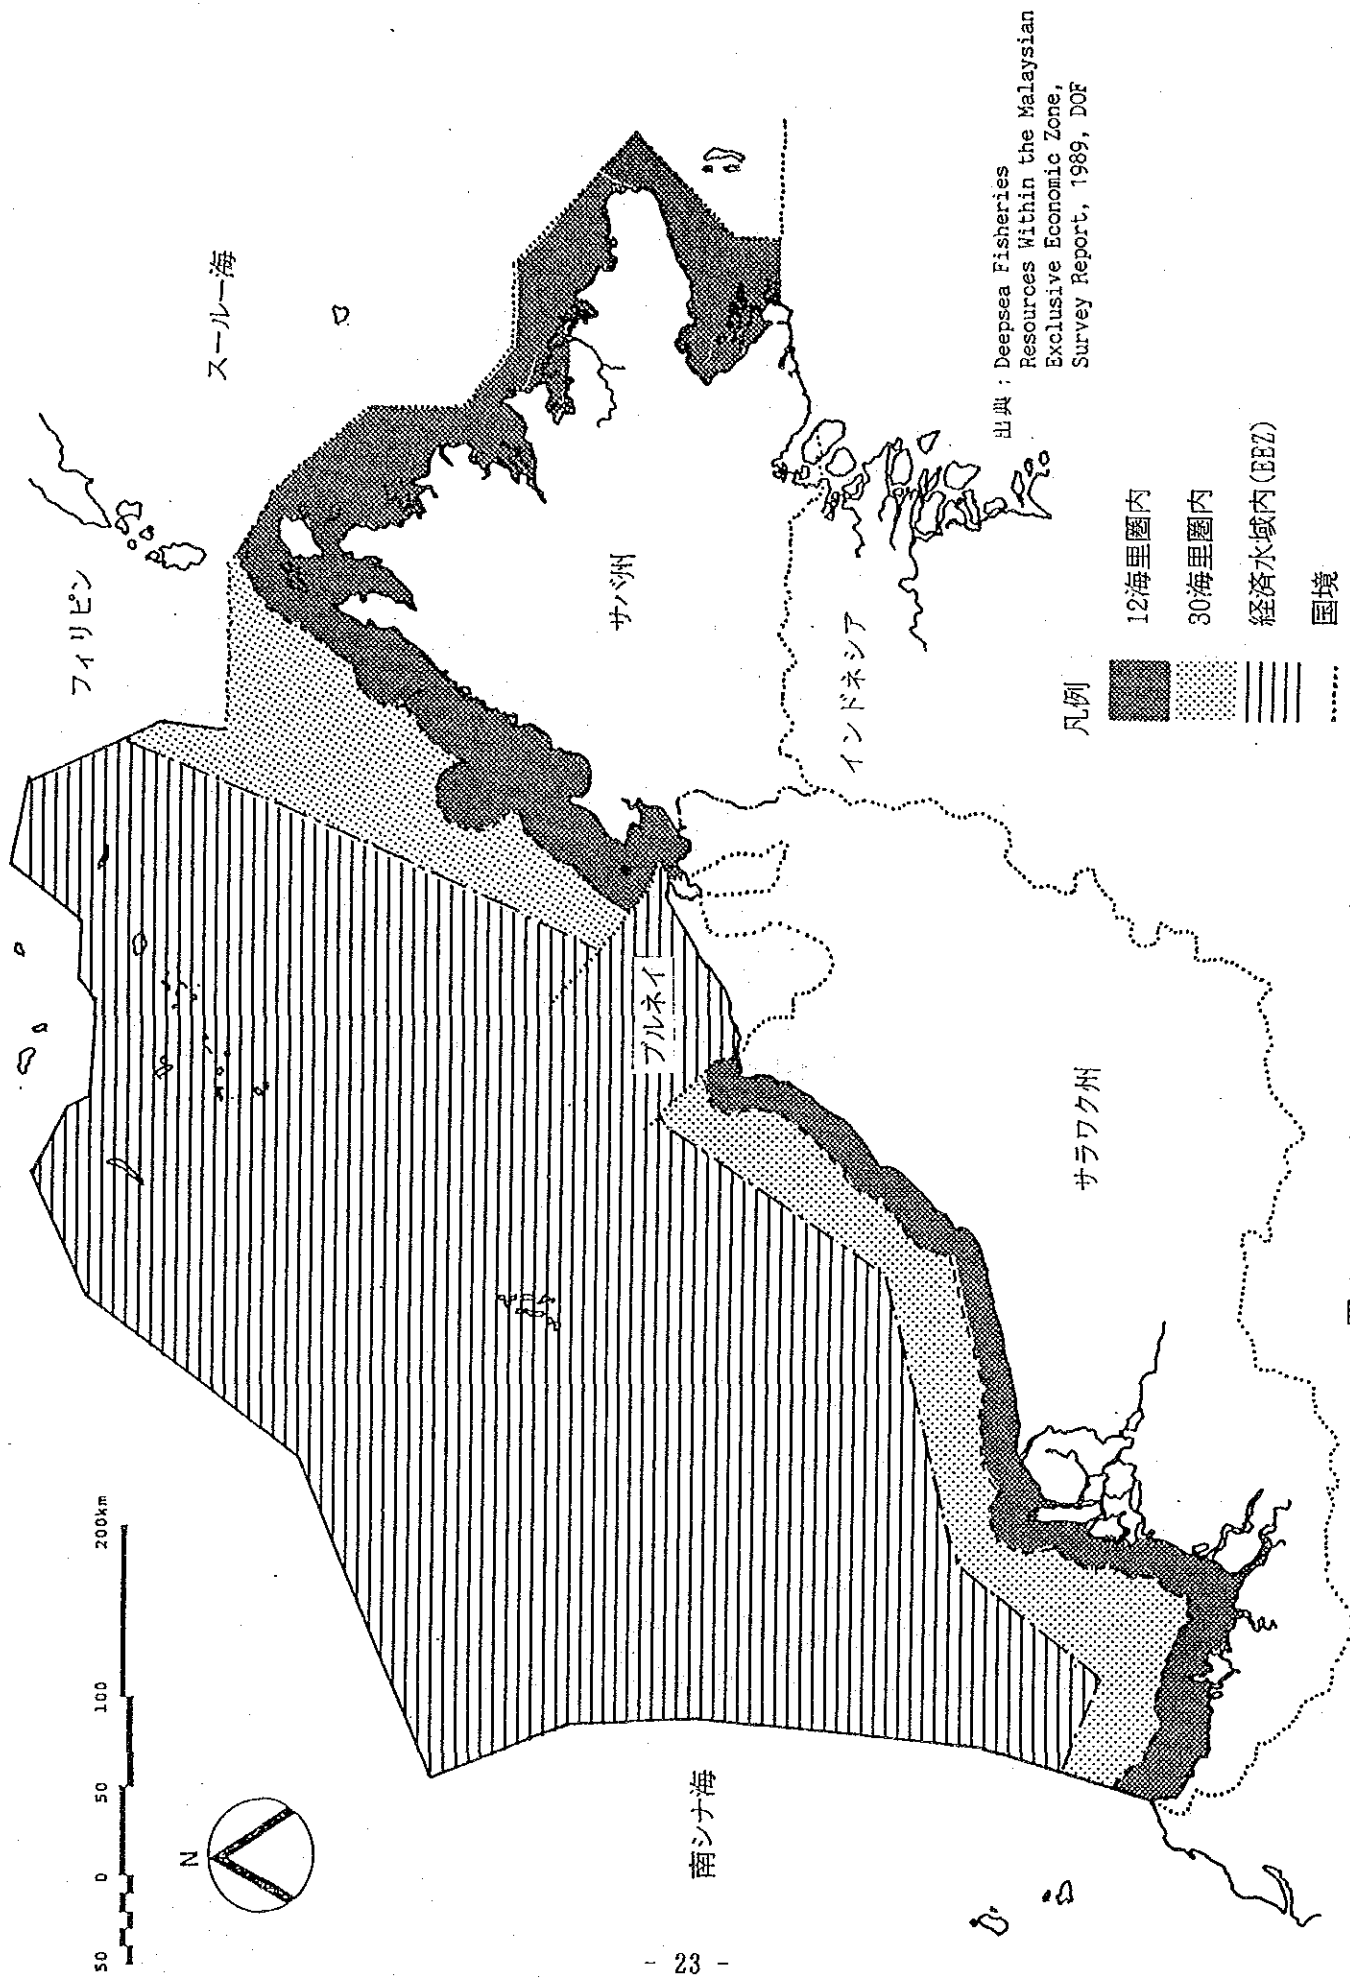 50 0 50 100 200km
N
フィリピン
スールー海
南シナ海
ブルネイ
サバ州
インドネシア
サラワク州
出典；Deepsea Fisheries
Resources Within the Malaysian
Exclusive Economic Zone,
Survey Report, 1989, DOF
凡例
12海里圏内
30海里圏内
経済水域内(EEZ)
国境
- 23 -